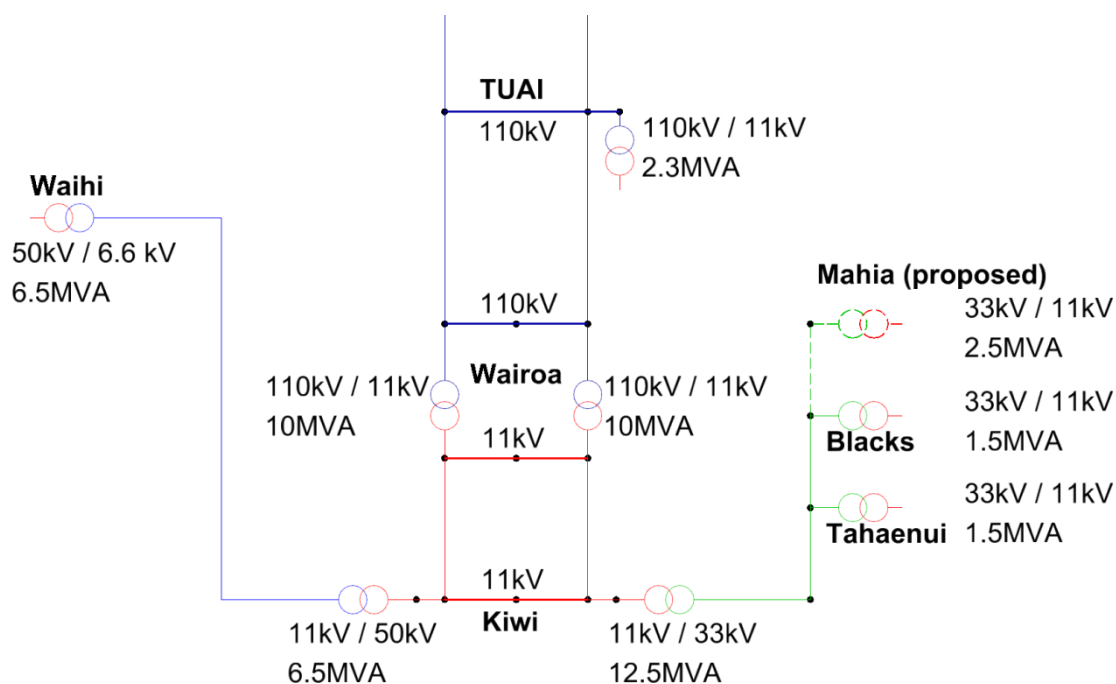 TUAI
110kV
110kV / 11kV
2.3MVA
Waihi
50kV / 6.6 kV
6.5MVA
110kV
Wairoa
110kV / 11kV
10MVA
110kV / 11kV
10MVA
11kV
Mahia (proposed)
33kV / 11kV
2.5MVA
33kV / 11kV
Blacks
1.5MVA
33kV / 11kV
Tahaenui
1.5MVA
11kV
Kiwi
11kV / 50kV
6.5MVA
11kV / 33kV
12.5MVA